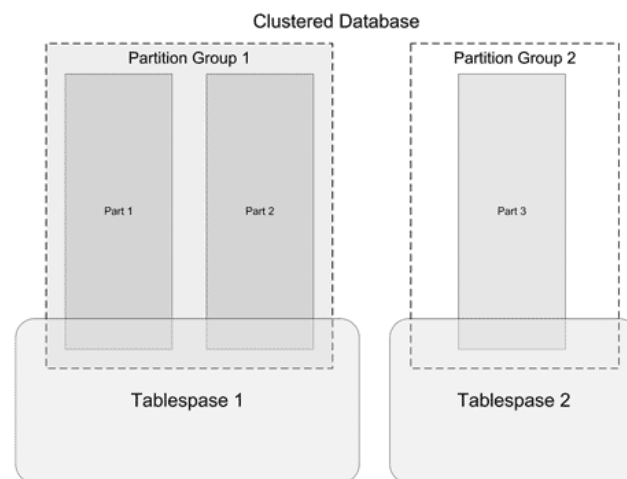 Clustered Database
Partition Group 1
Partition Group 2
Part 1
Part 2
Part 3
Tablespase 1
Tablespase 2